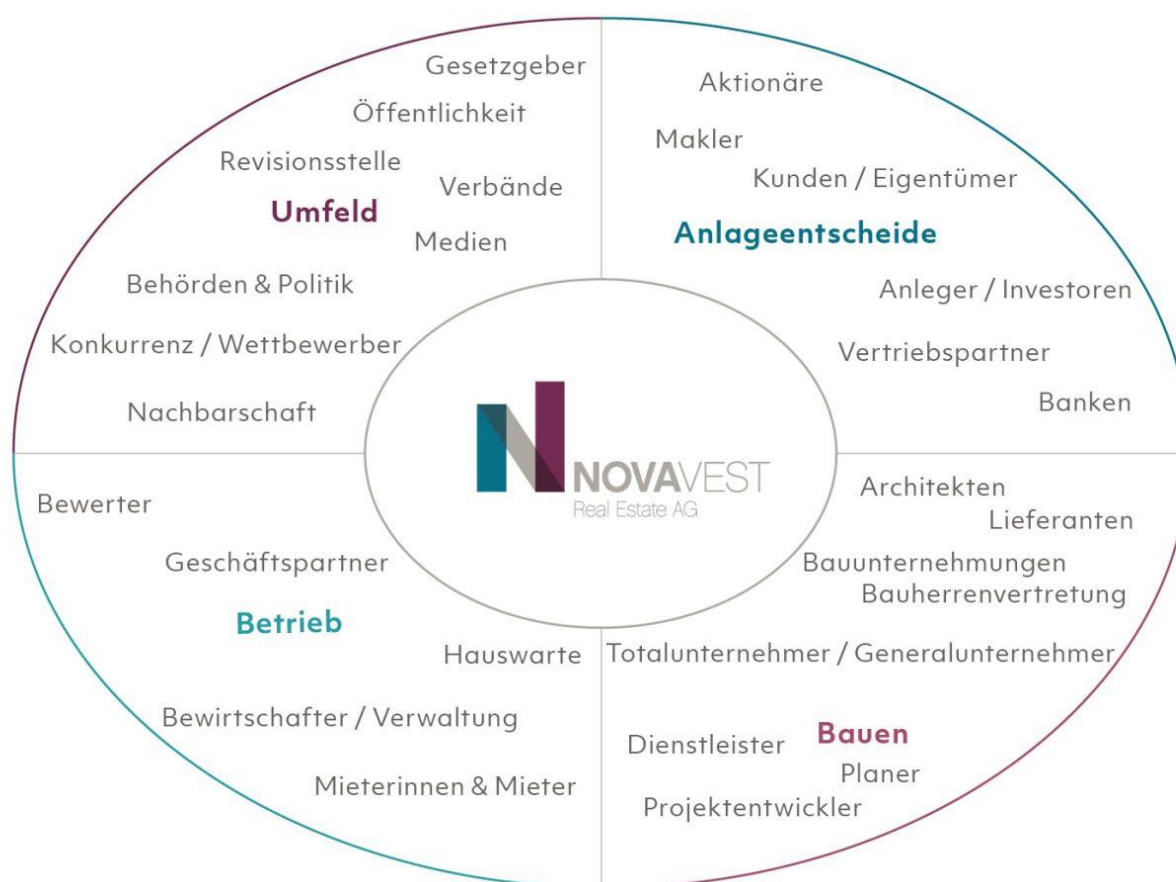 Gesetzgeber
Öffentlichkeit
Revisionsstelle
Verbände
Umfeld
Medien
Behörden & Politik
Konkurrenz / Wettbewerber
Nachbarschaft
Aktionäre
Makler
Kunden / Eigentümer
Anlageentscheide
Anleger / Investoren
Vertriebspartner
Banken
NOVAVEST
Real Estate AG
Bewerter
Geschäftspartner
Betrieb
Hauswarte
Bewirtschafter / Verwaltung
Mieterinnen & Mieter
Architekten
Lieferanten
Bauunternehmungen
Bauherrenvertretung
Totalunternehmer / Generalunternehmer
Bauen
Dienstleister
Planer
Projektentwickler